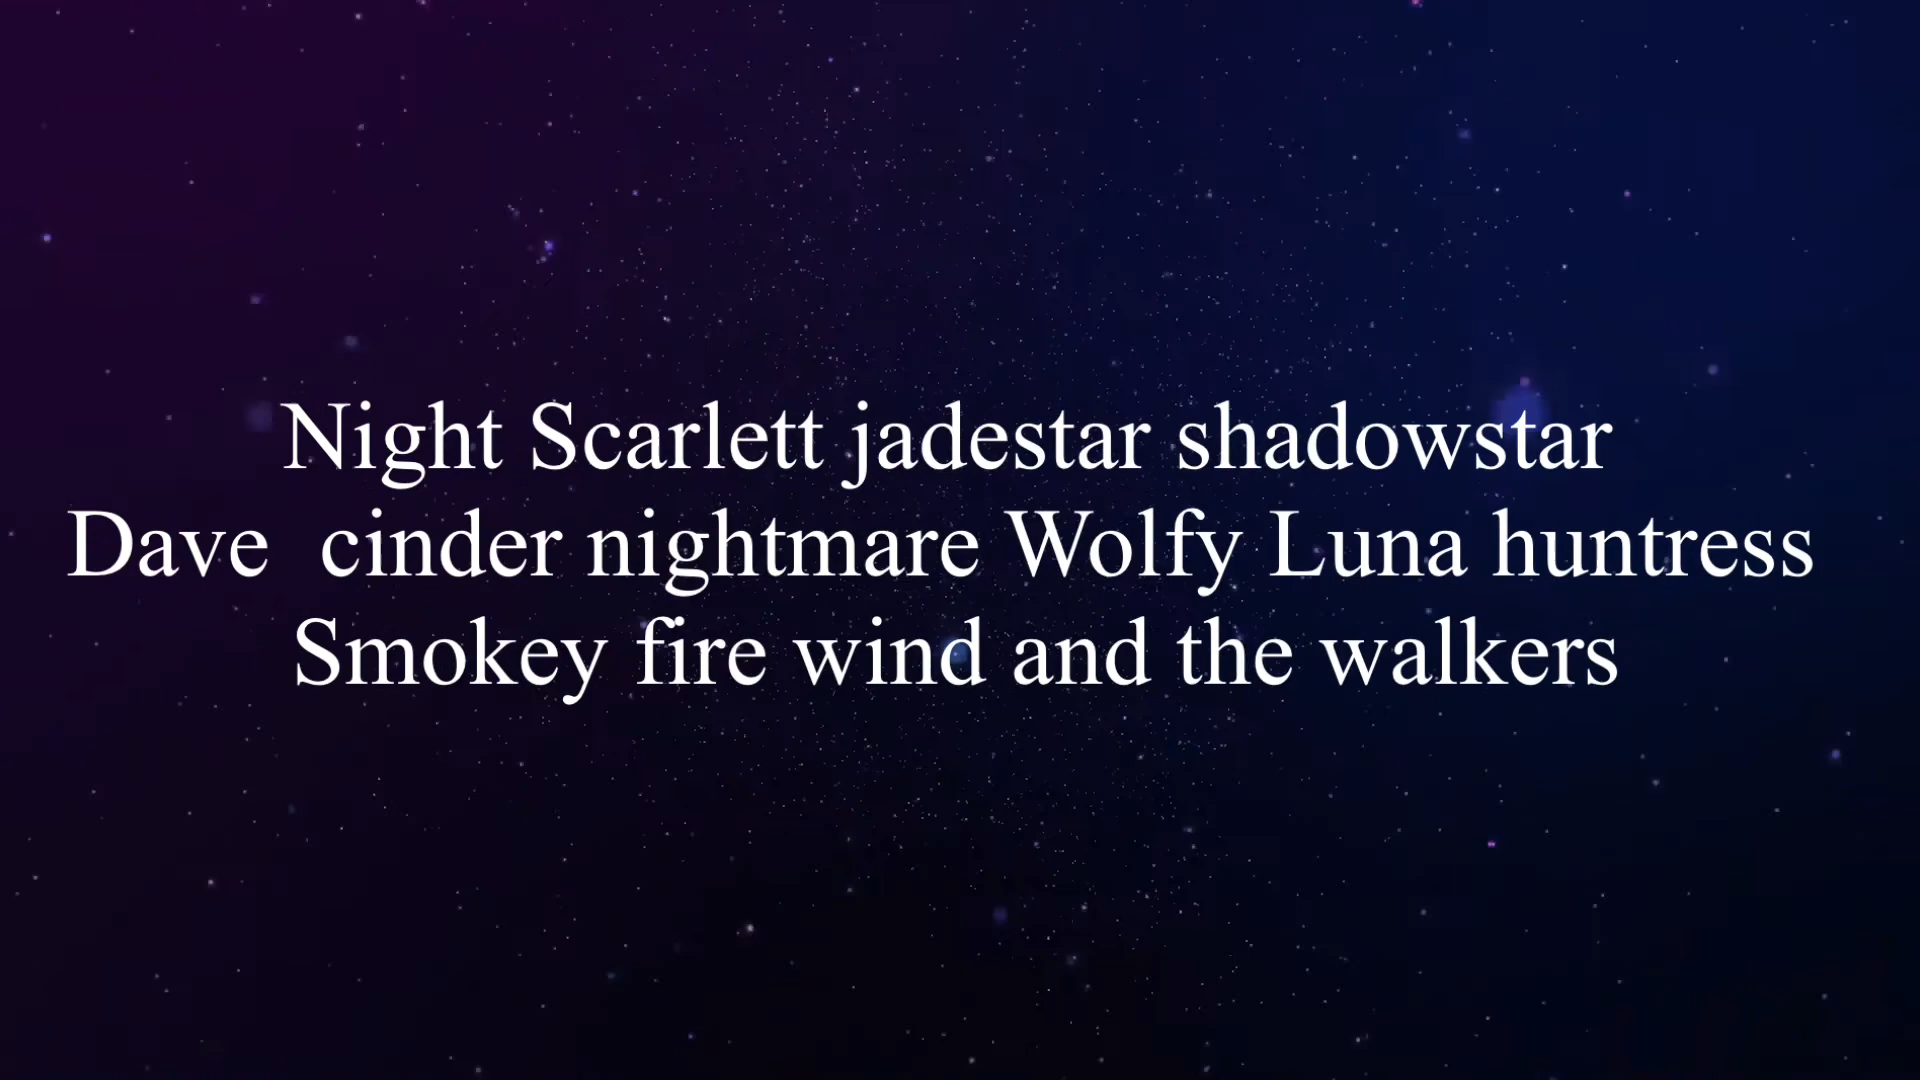 Night Scarlett jadestar shadowstar
Dave  cinder nightmare Wolfy Luna huntress
Smokey fire wind and the walkers